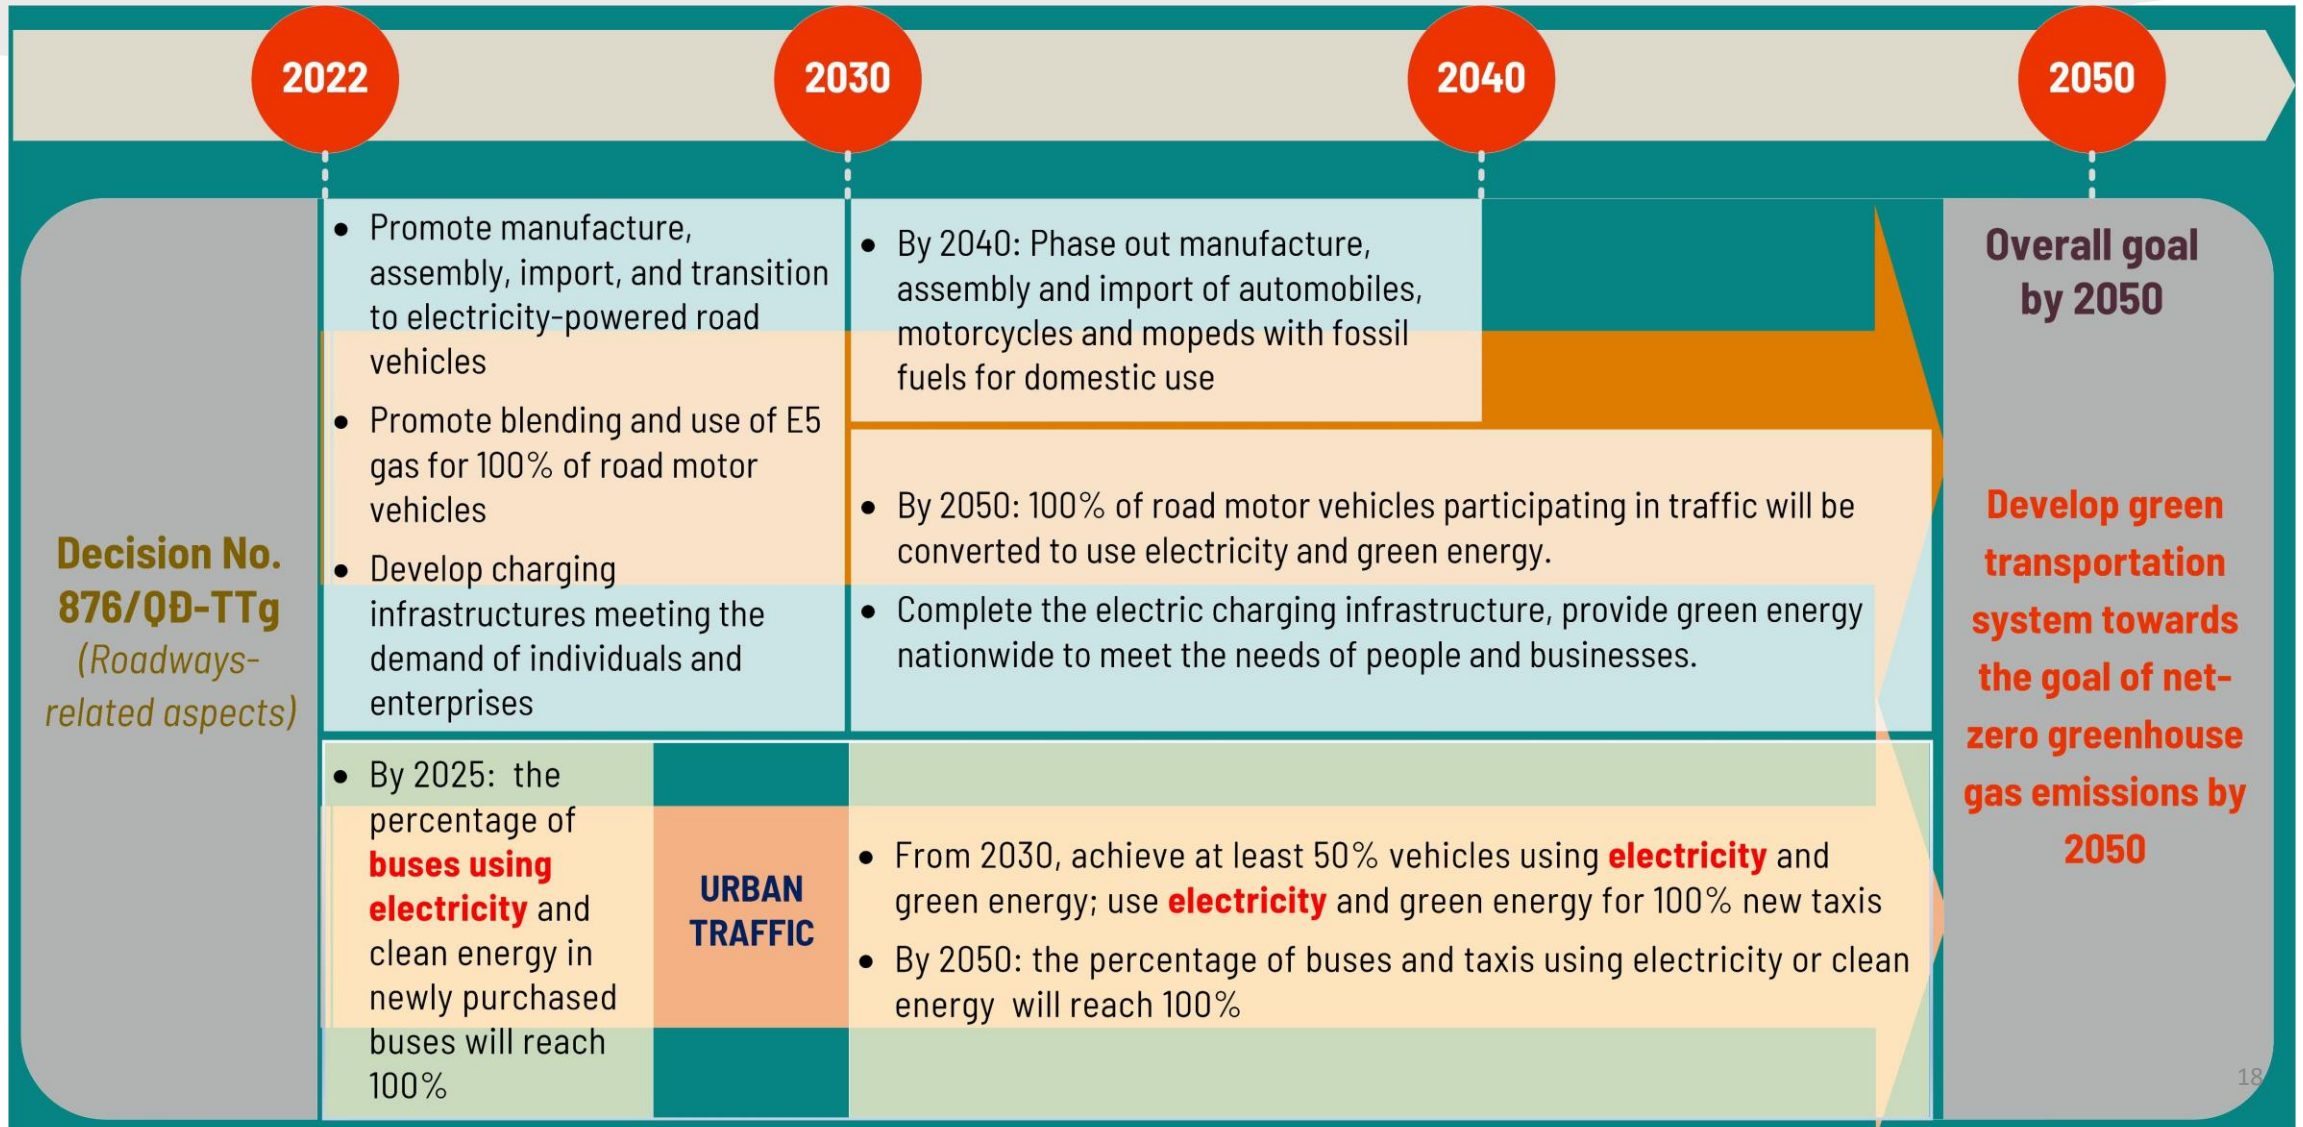 2022
2030
2040
2050
Decision No.
876/QĐ-TTg
(Roadways-
related aspects)
• Promote manufacture,
assembly, import, and transition
to electricity-powered road
vehicles
• Promote blending and use of E5
gas for 100% of road motor
vehicles
• Develop charging
infrastructures meeting the
demand of individuals and
enterprises
• By 2040: Phase out manufacture,
assembly and import of automobiles,
motorcycles and mopeds with fossil
fuels for domestic use
• By 2050: 100% of road motor vehicles participating in traffic will be
converted to use electricity and green energy.
• Complete the electric charging infrastructure, provide green energy
nationwide to meet the needs of people and businesses.
• By 2025: the
percentage of
buses using
electricity and
clean energy in
newly purchased
buses will reach
100%
URBAN
TRAFFIC
• From 2030, achieve at least 50% vehicles using electricity and
green energy; use electricity and green energy for 100% new taxis
• By 2050: the percentage of buses and taxis using electricity or clean
energy will reach 100%
Overall goal
by 2050
Develop green
transportation
system towards
the goal of net-
zero greenhouse
gas emissions by
2050
18